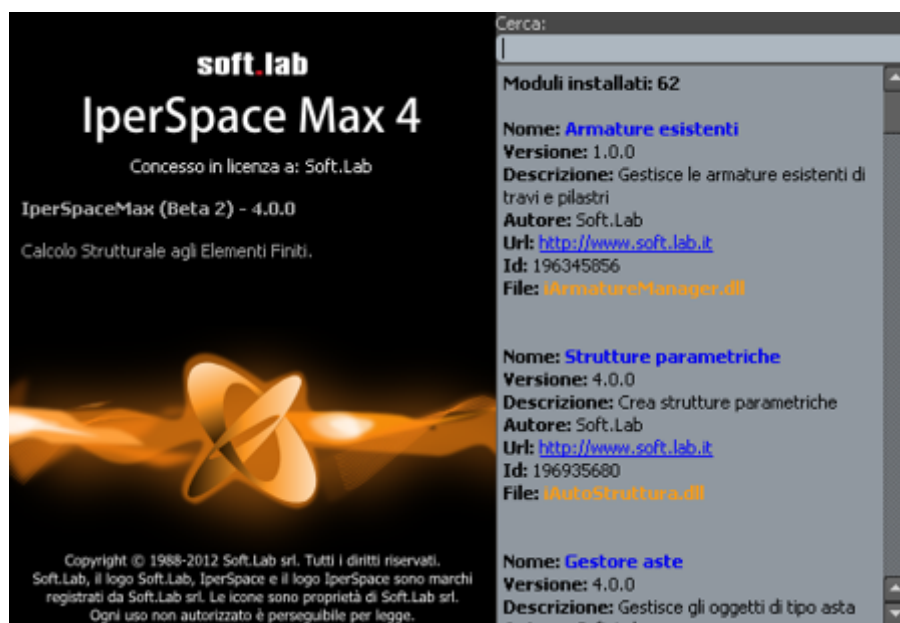 soft.lab
IperSpace Max 4
Concesso in licenza a: Soft.Lab
IperSpaceMax (Beta 2) - 4.0.0
Calcolo Strutturale agli Elementi Finiti.
Copyright © 1988-2012 Soft.Lab srl. Tutti i diritti riservati.
Soft.Lab, il logo Soft.Lab, IperSpace e il logo IperSpace sono marchi
registrati da Soft.Lab srl. Le icone sono proprietà di Soft.Lab srl.
Ogni uso non autorizzato è perseguibile per legge.
Cerca:
Moduli installati: 62
Nome: Armature esistenti
Versione: 1.0.0
Descrizione: Gestisce le armature esistenti di
travi e pilastri
Autore: Soft.Lab
Url: http://www.soft.lab.it
Id: 196345856
File: iArmatureManager.dll
Nome: Strutture parametriche
Versione: 4.0.0
Descrizione: Crea strutture parametriche
Autore: Soft.Lab
Url: http://www.soft.lab.it
Id: 196935680
File: iAutoStruttura.dll
Nome: Gestore aste
Versione: 4.0.0
Descrizione: Gestisce gli oggetti di tipo asta